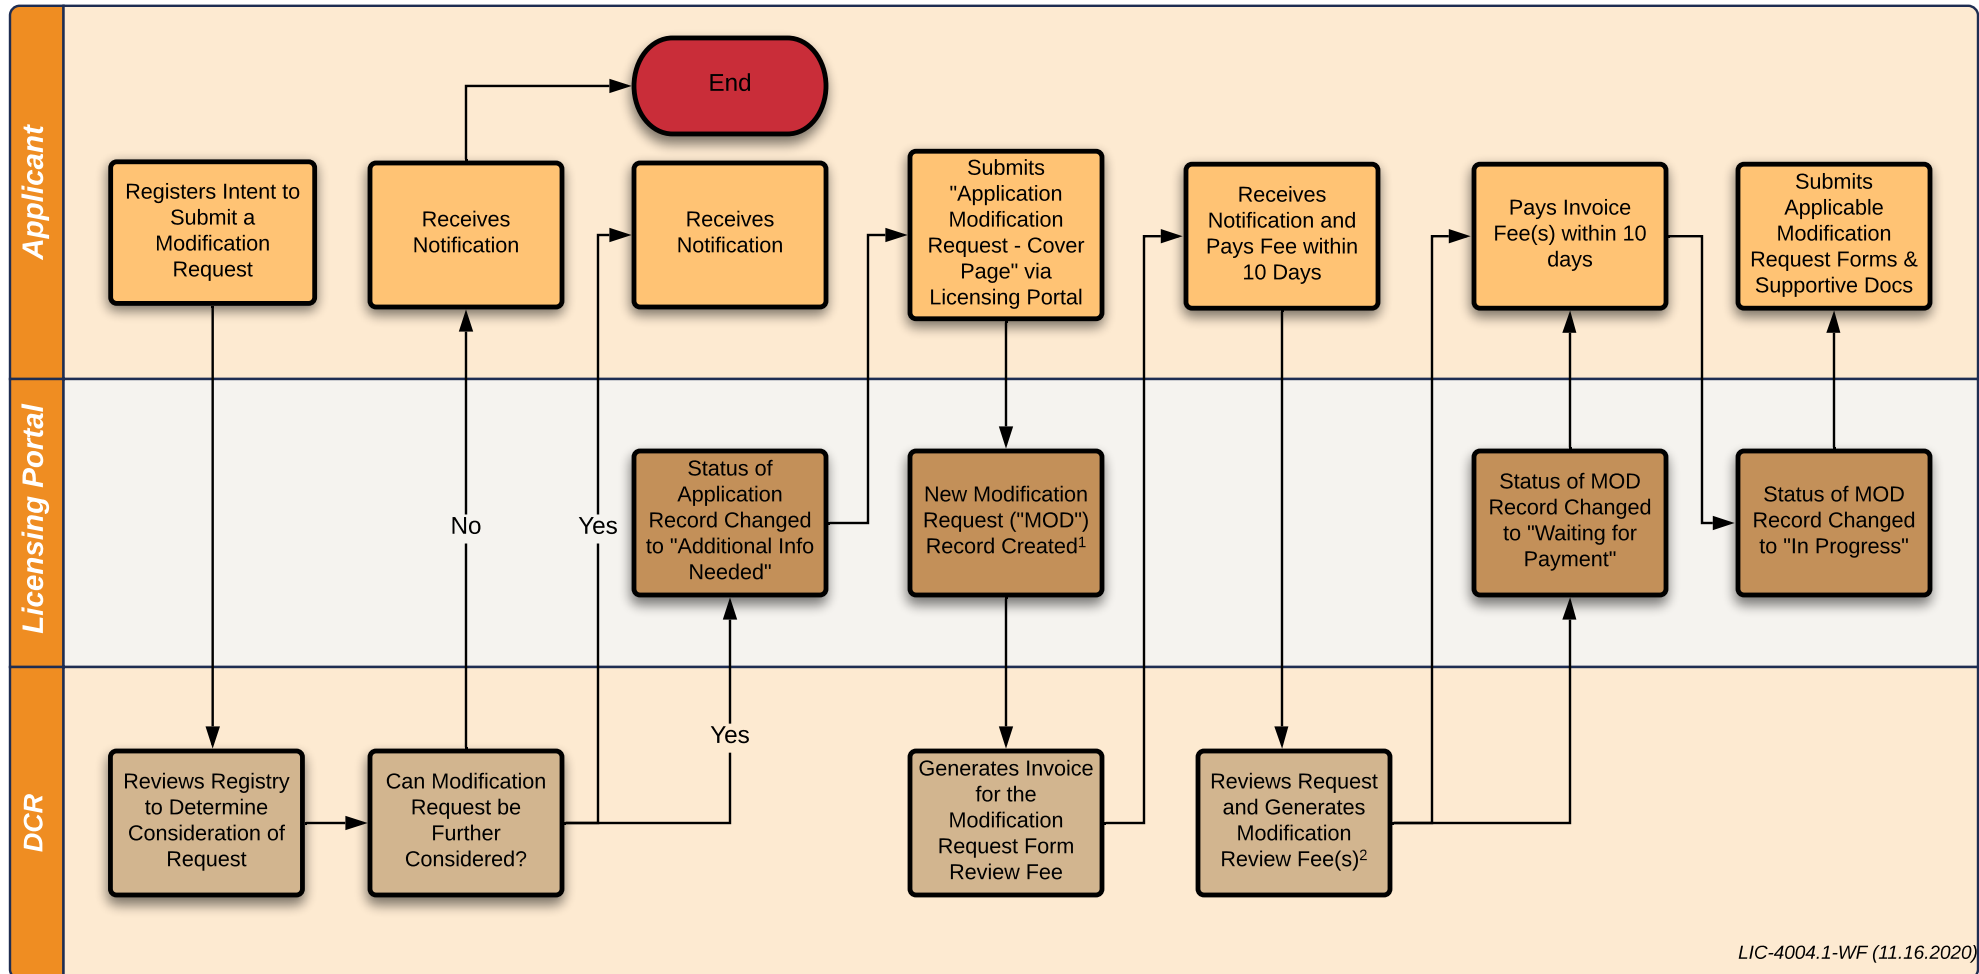 Applicant
End
Registers Intent to
Submit a
Modification
Request
Receives
Notification
Receives
Notification
Submits
"Application
Modification
Request - Cover
Page" via
Licensing Portal
Receives
Notification and
Pays Fee within
10 Days
Pays Invoice
Fee(s) within 10
days
Submits
Applicable
Modification
Request Forms &
Supportive Docs
Licensing Portal
No
Yes
Status of
Application
Record Changed
to "Additional Info
Needed"
New Modification
Request ("MOD")
Record Created¹
Status of MOD
Record Changed
to "Waiting for
Payment"
Status of MOD
Record Changed
to "In Progress"
DCR
Yes
Reviews Registry
to Determine
Consideration of
Request
Can Modification
Request be
Further
Considered?
Generates Invoice
for the
Modification
Request Form
Review Fee
Reviews Request
and Generates
Modification
Review Fee(s)²
LIC-4004.1-WF (11.16.2020)